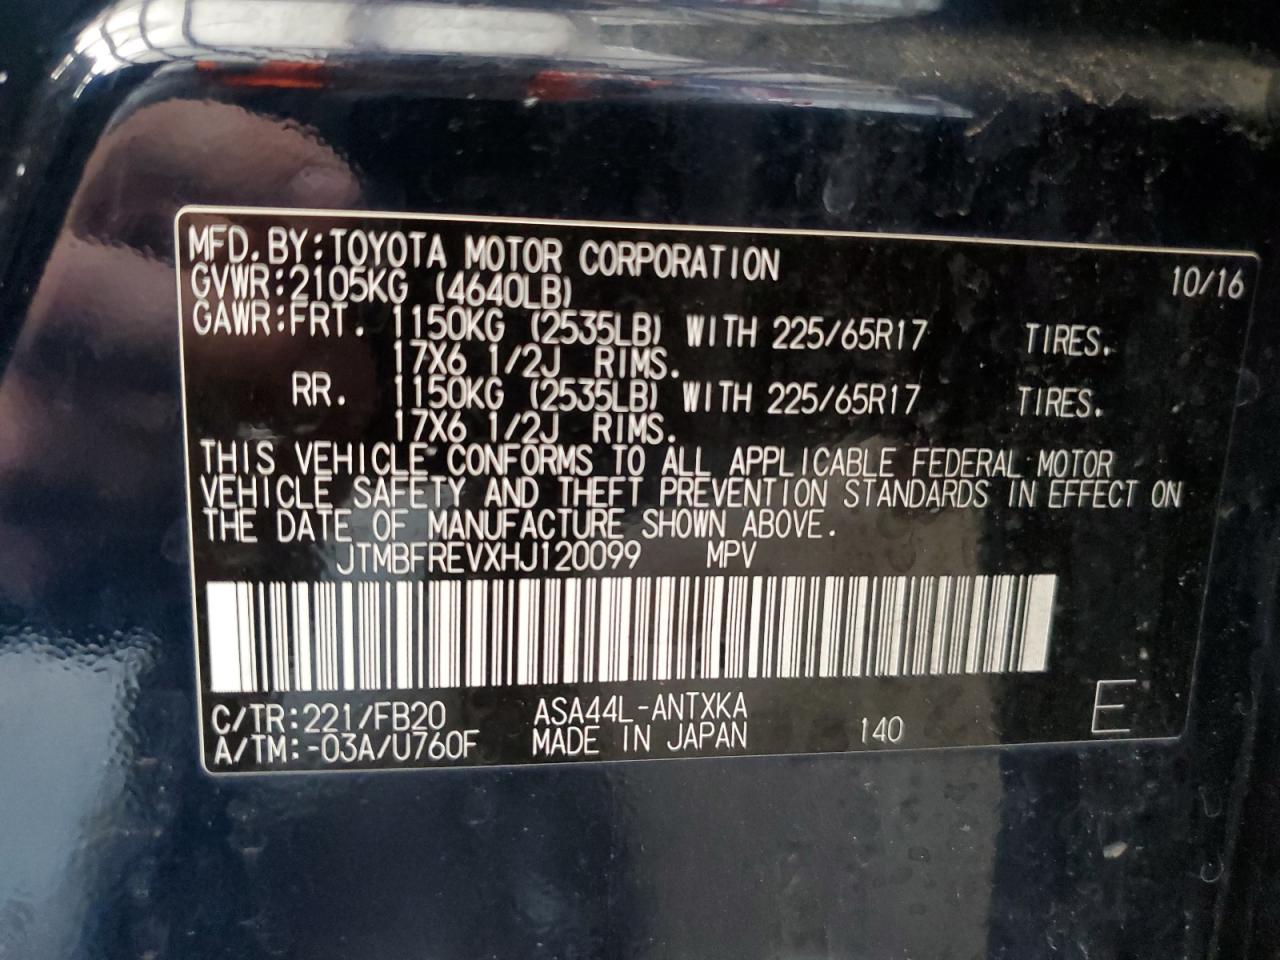 MFD.BY:TOYOTA MOTOR CORPORATION 10/16
GVWR:2105KG (4640LB)
GAWR:FRT. 1150KG (2535LB) WITH 225/65R17 TIRES.
17X6 1/2J RIMS.
RR. 1150KG (2535LB) WITH 225/65R17 TIRES.
17X6 1/2J RIMS.
THIS VEHICLE CONFORMS TO ALL APPLICABLE FEDERAL MOTOR
VEHICLE SAFETY AND THEFT PREVENTION STANDARDS IN EFFECT ON
THE DATE OF MANUFACTURE SHOWN ABOVE.
JTMBFREVXHJ120099 MPV
C/TR:221/FB20 ASA44L-ANTXKA
A/TM:-03A/U760F MADE IN JAPAN 140 E